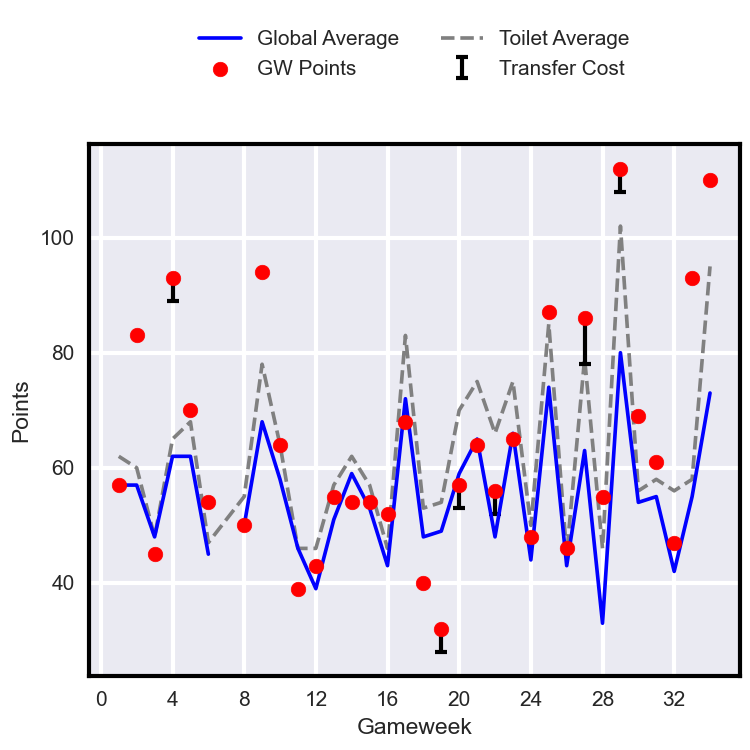 Global Average Toilet Average
GW Points Transfer Cost
100
80
60
40
Points
0 4 8 12 16 20 24 28 32
Gameweek